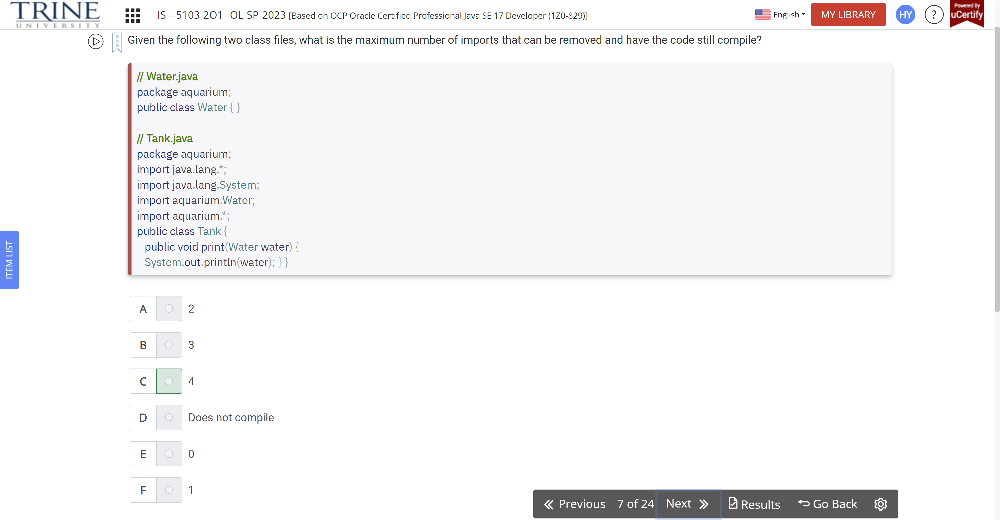 TRINE
UNIVERSITY
IS---5103-2O1--OL-SP-2023 [Based on OCP Oracle Certified Professional Java SE 17 Developer (1Z0-829)]
English
MY LIBRARY
HY
?
Powered By
uCertify
Given the following two class files, what is the maximum number of imports that can be removed and have the code still compile?
// Water.java
package aquarium;
public class Water { }
// Tank.java
package aquarium;
import java.lang.*;
import java.lang.System;
import aquarium.Water;
import aquarium.*;
public class Tank {
public void print(Water water) {
System.out.println(water); } }
ITEM LIST
A 2
B 3
C 4
D Does not compile
E 0
F 1
Previous 7 of 24 Next Results Go Back